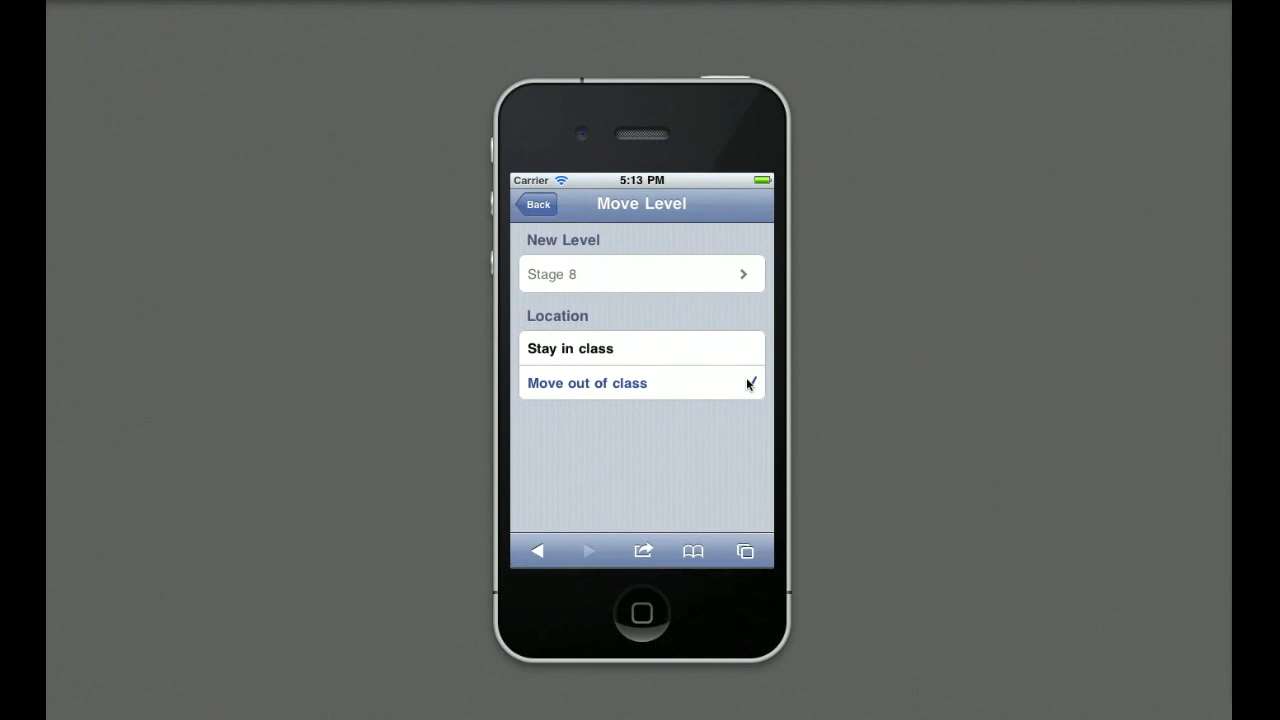 Carrier 5:13 PM
Back Move Level
New Level
Stage 8
Location
Stay in class
Move out of class